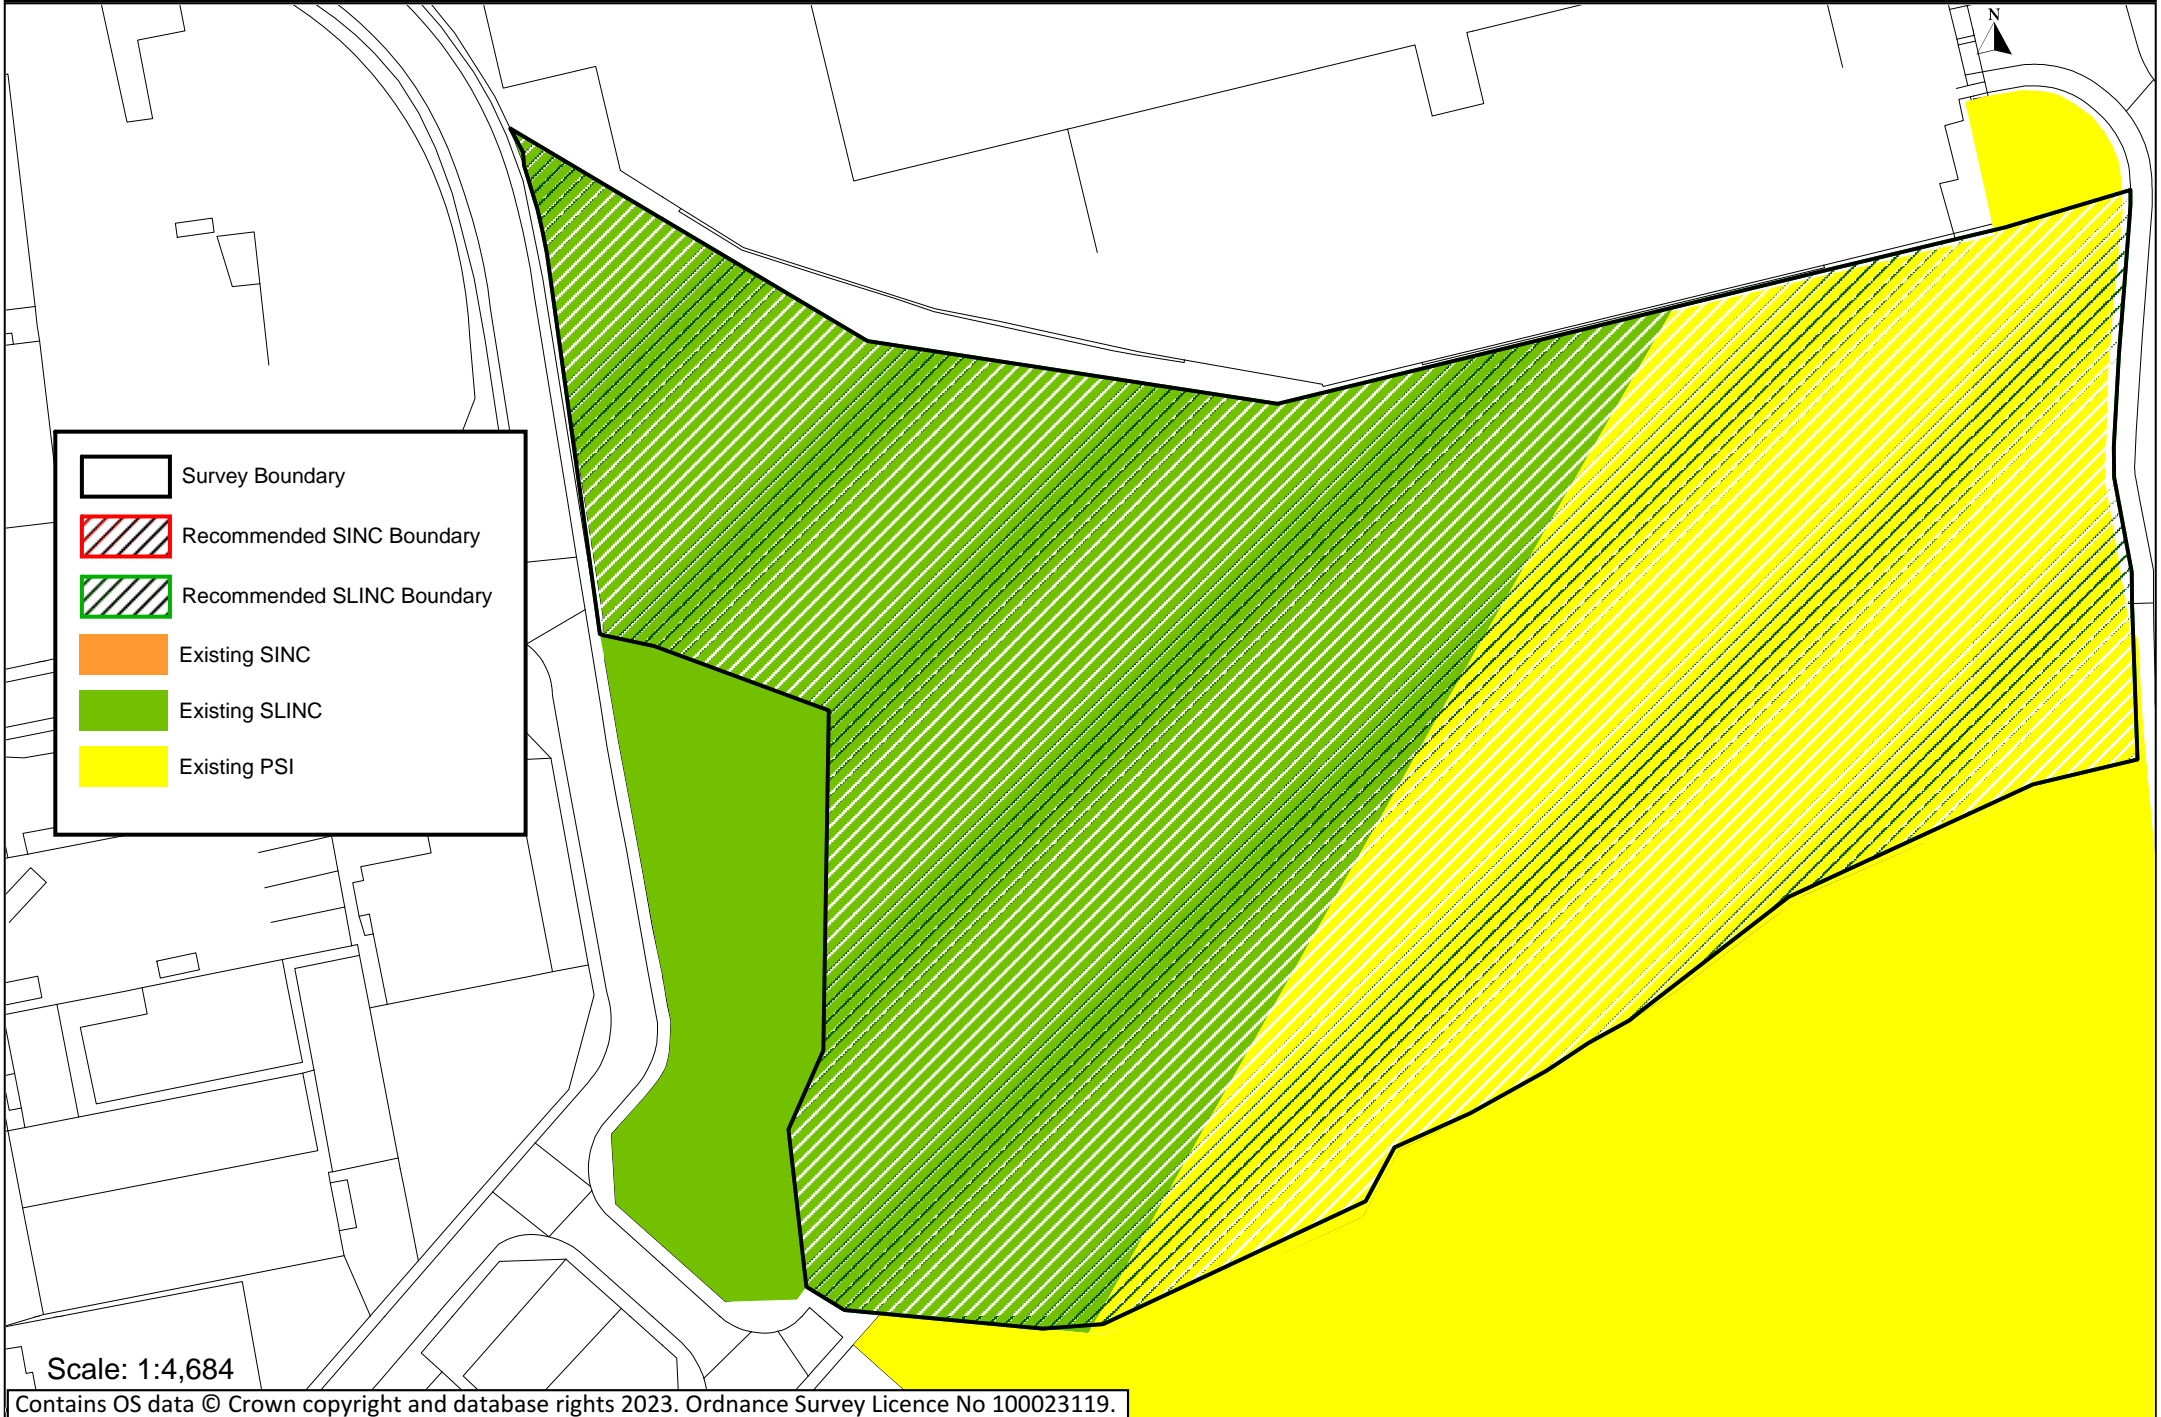 N
Survey Boundary
Recommended SINC Boundary
Recommended SLINC Boundary
Existing SINC
Existing SLINC
Existing PSI
Scale: 1:4,684
Contains OS data © Crown copyright and database rights 2023. Ordnance Survey Licence No 100023119.